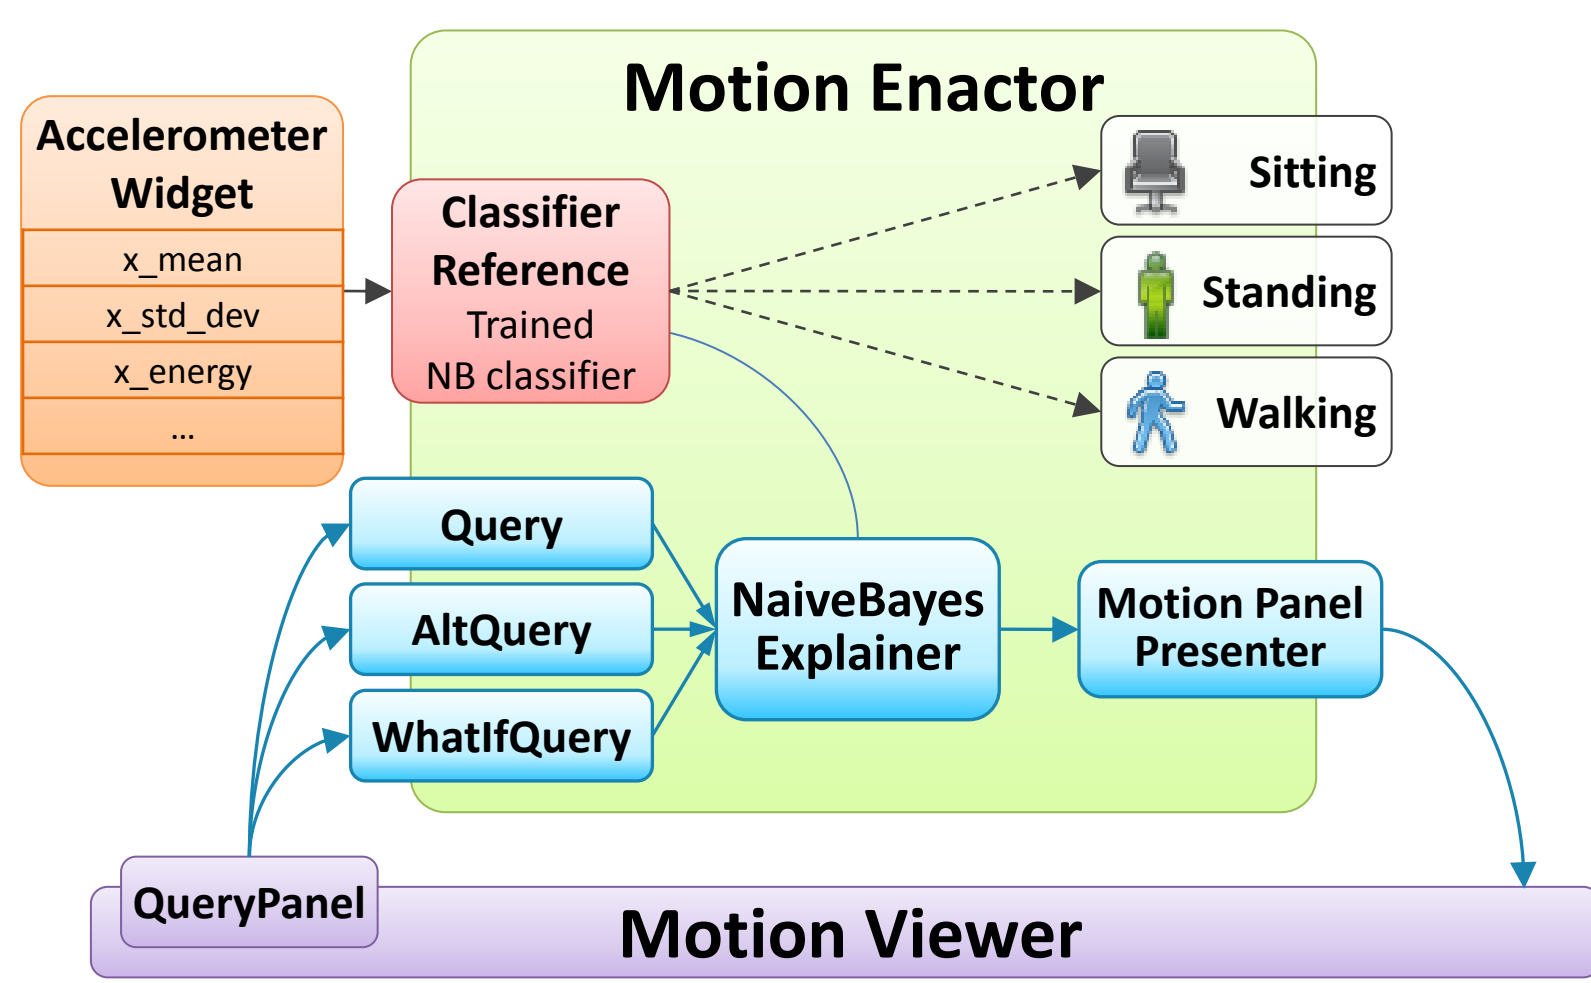 Motion Enactor
Accelerometer
Widget
x_mean
x_std_dev
x_energy
...
Classifier
Reference
Trained
NB classifier
Sitting
Standing
Walking
Query
AltQuery
WhatIfQuery
NaiveBayes
Explainer
Motion Panel
Presenter
QueryPanel
Motion Viewer